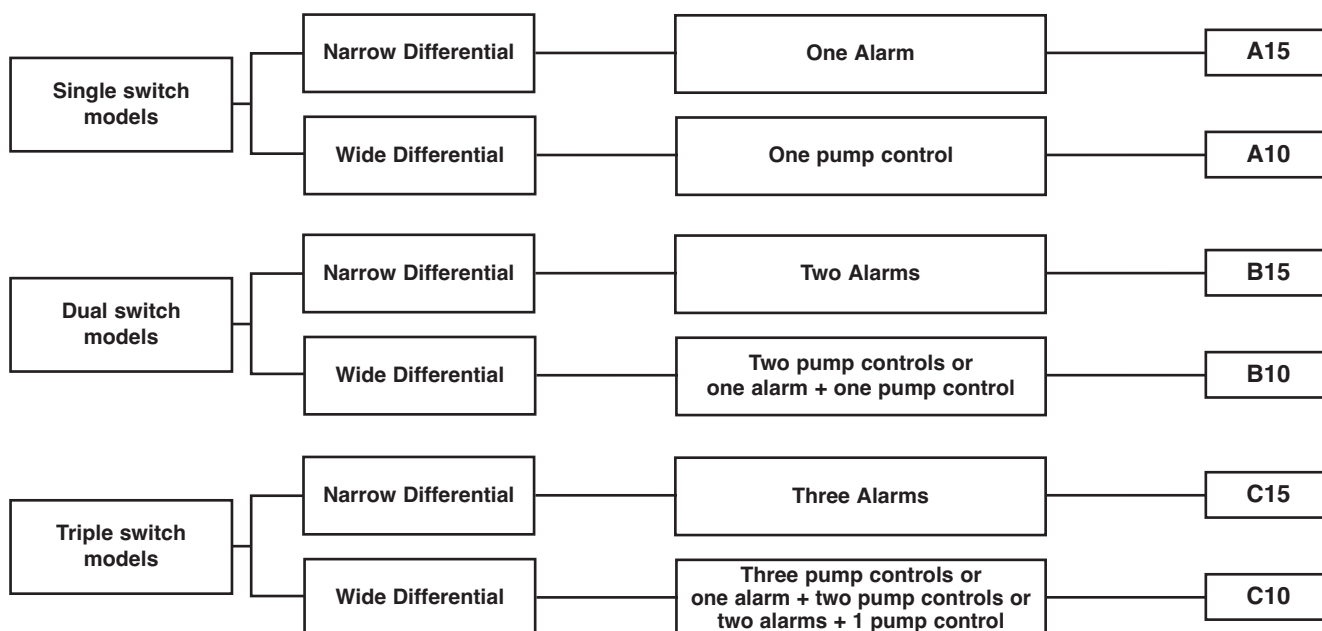 Single switch
models
Narrow Differential
One Alarm
A15
Wide Differential
One pump control
A10
Dual switch
models
Narrow Differential
Two Alarms
B15
Wide Differential
Two pump controls or
one alarm + one pump control
B10
Triple switch
models
Narrow Differential
Three Alarms
C15
Wide Differential
Three pump controls or
one alarm + two pump controls or
two alarms + 1 pump control
C10